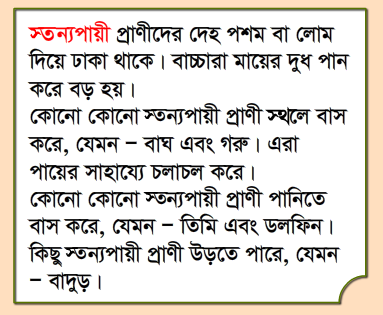 স্তন্যপায়ী প্রাণীদের দেহ পশম বা লোম
দিয়ে ঢাকা থাকে। বাচ্চারা মায়ের দুধ পান
করে বড় হয়।
কোনো কোনো স্তন্যপায়ী প্রাণী স্থলে বাস
করে, যেমন – বাঘ এবং গরু। এরা
পায়ের সাহায্যে চলাচল করে।
কোনো কোনো স্তন্যপায়ী প্রাণী পানিতে
বাস করে, যেমন – তিমি এবং ডলফিন।
কিছু স্তন্যপায়ী প্রাণী উড়তে পারে, যেমন
– বাদুড়।